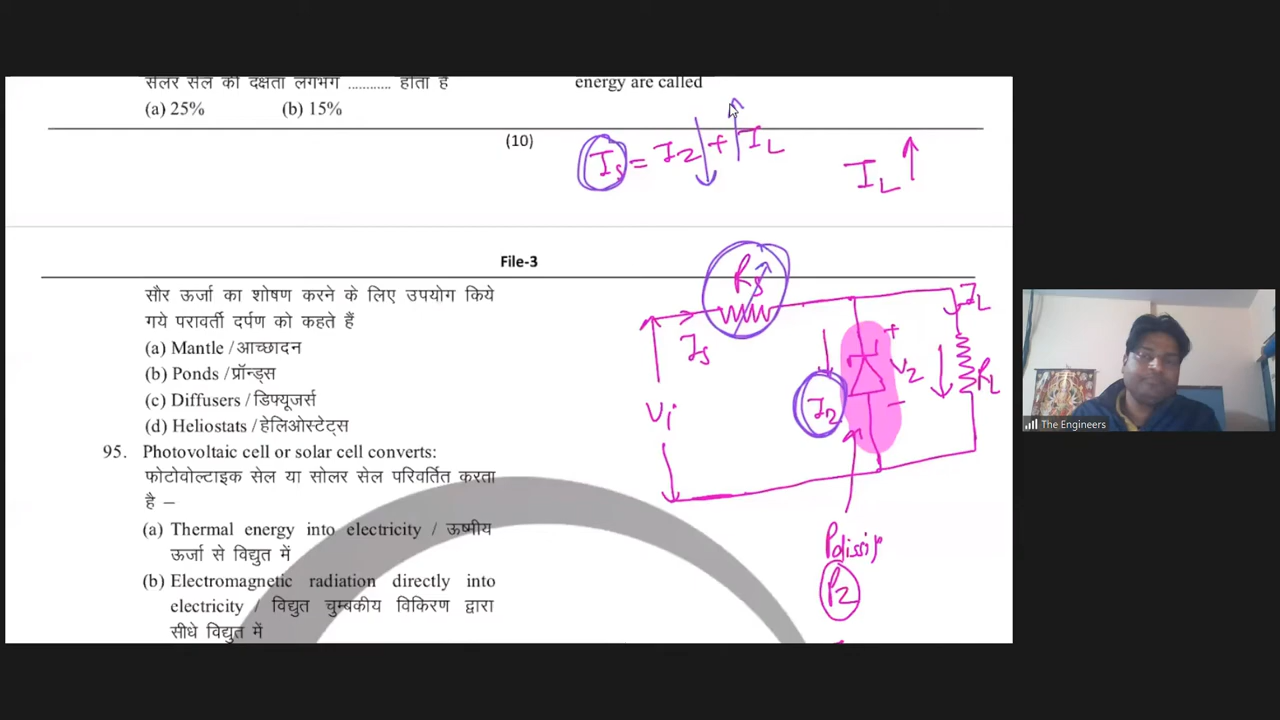 सेलर सेल की दक्षता लगभग ............ होता है
(a) 25% (b) 15%
energy are called
(10)
Is = IZ + IL
IL
File-3
सौर ऊर्जा का शोषण करने के लिए उपयोग किये
गये परावर्ती दर्पण को कहते हैं
(a) Mantle /आच्छादन
(b) Ponds /प्रॉन्ड्स
(c) Diffusers/ डिफ्यूजर्स
(d) Heliostats /हेलिओस्टेट्स
95. Photovoltaic cell or solar cell converts:
फोटोवोल्टाइक सेल या सोलर सेल परिवर्तित करता
है –
(a) Thermal energy into electricity / ऊष्मीय
ऊर्जा से विद्युत में
(b) Electromagnetic radiation directly into
electricity / विद्युत चुम्बकीय विकिरण द्वारा
सीधे विद्युत में
Rs
Is
Vi
IZ
+
VZ
-
IL
RL
Pdissip
PZ
The Engineers